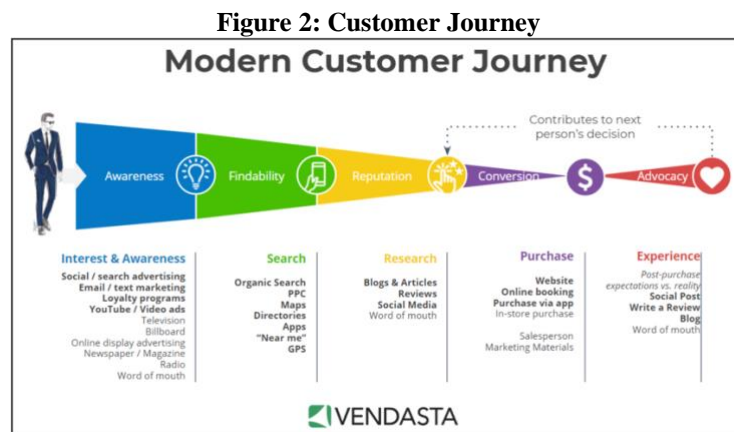 Figure 2: Customer Journey
Modern Customer Journey
Contributes to next
person's decision
Awareness
Findability
Reputation
Conversion
$
Advocacy
Interest & Awareness
Social / search advertising
Email / text marketing
Loyalty programs
YouTube / Video ads
Television
Billboard
Online display advertising
Newspaper / Magazine
Radio
Word of mouth
Search
Organic Search
PPC
Maps
Directories
Apps
"Near me"
GPS
Research
Blogs & Articles
Reviews
Social Media
Word of mouth
Purchase
Website
Online booking
Purchase via app
In-store purchase
Salesperson
Marketing Materials
Experience
Post-purchase
expectations vs. reality
Social Post
Write a Review
Blog
Word of mouth
VENDASTA